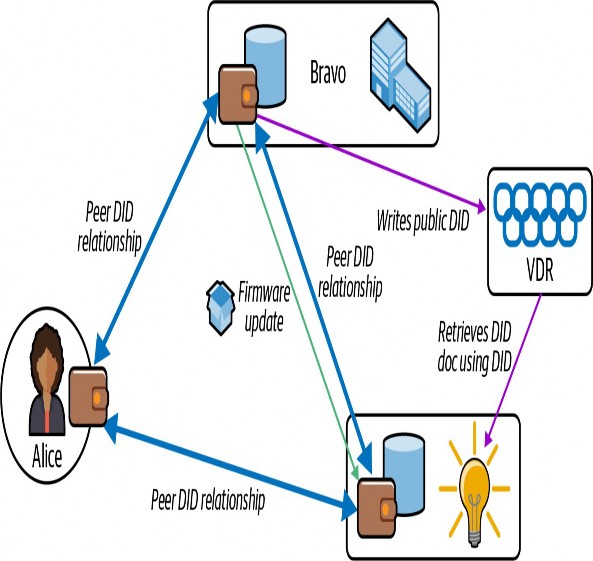 Bravo
Peer DID
relationship
Writes public DID
VDR
Peer DID
relationship
Firmware
update
Retrieves DID
doc using DID
Alice
Peer DID relationship